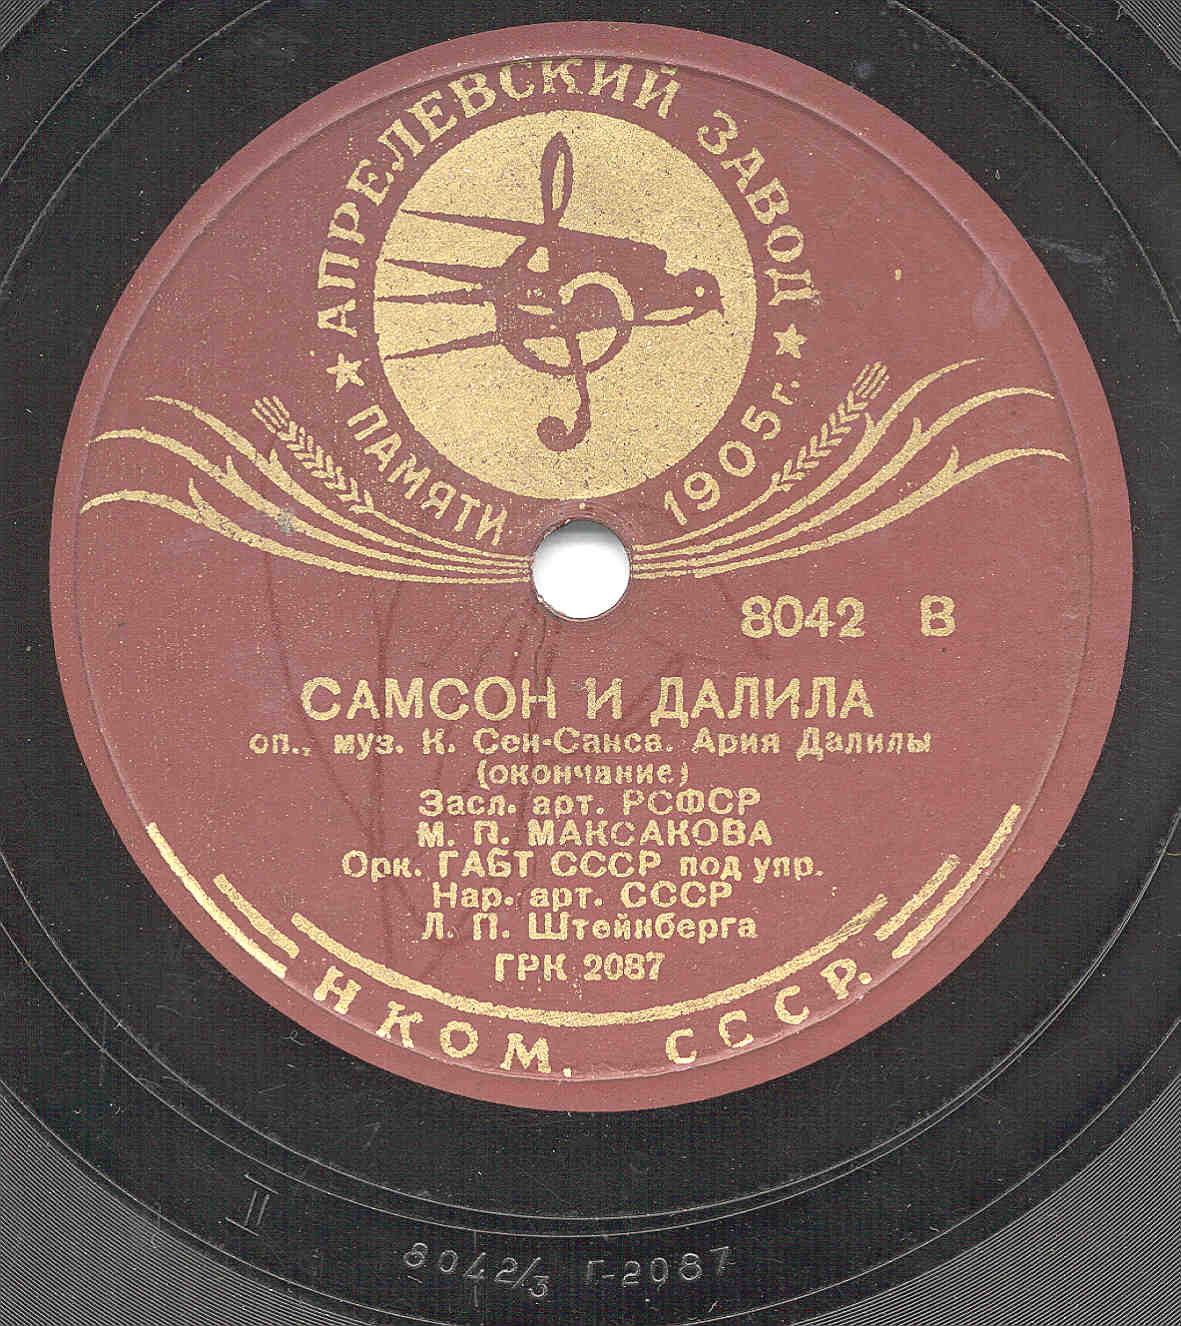 АПРЕЛЕВСКИЙ ЗАВОД
ПАМЯТИ 1905 г.
8042 В
САМСОН И ДАЛИЛА
оп., муз. К. Сен-Санса. Ария Далилы
(окончание)
Засл. арт. РСФСР
М. П. МАКСАКОВА
Орк. ГАБТ СССР под упр.
Нар. арт. СССР
Л. П. Штейнберга
ГРК 2087
НКОМ. СССР.
II
8042/3 Г-2087